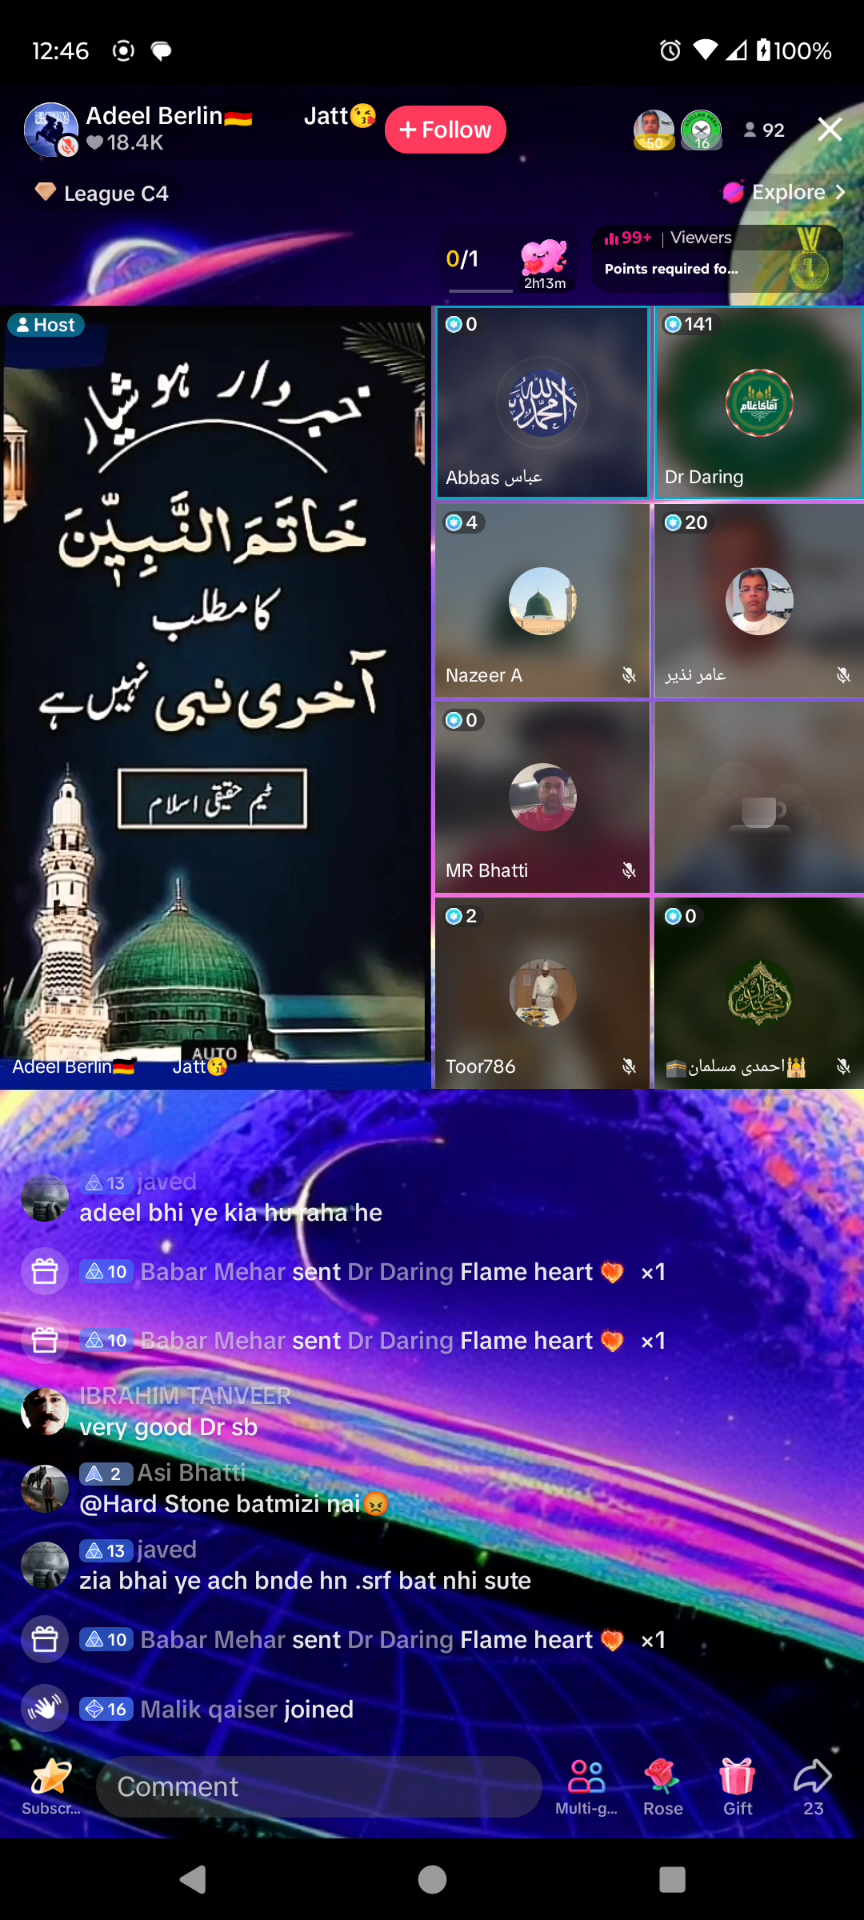 12:46
100%
Adeel Berlin🇩🇪 Jatt😘
18.4K
+ Follow
50
16
92
League C4
Explore
0/1
2h13m
99+ | Viewers
Points required fo...
Host
خبردار ہوشیار
خَاتَمَ النَّبِیّٖنَ
کا مطلب
آخری نبی نہیں ہے
ٹیم حقیقی اسلام
AUTO
Adeel Berlin🇩🇪 Jatt😘
0
Abbas عباس
141
آقا کا غلام
Dr Daring
4
Nazeer A
20
عامر نذیر
0
MR Bhatti
2
Toor786
0
🕋احمدی مسلمان🕌
13 javed
adeel bhi ye kia hu raha he
10 Babar Mehar sent Dr Daring Flame heart ×1
10 Babar Mehar sent Dr Daring Flame heart ×1
IBRAHIM TANVEER
very good Dr sb
2 Asi Bhatti
@Hard Stone batmizi nai😡
13 javed
zia bhai ye ach bnde hn .srf bat nhi sute
10 Babar Mehar sent Dr Daring Flame heart ×1
16 Malik qaiser joined
Comment
Subscr...
Multi-g...
Rose
Gift
23